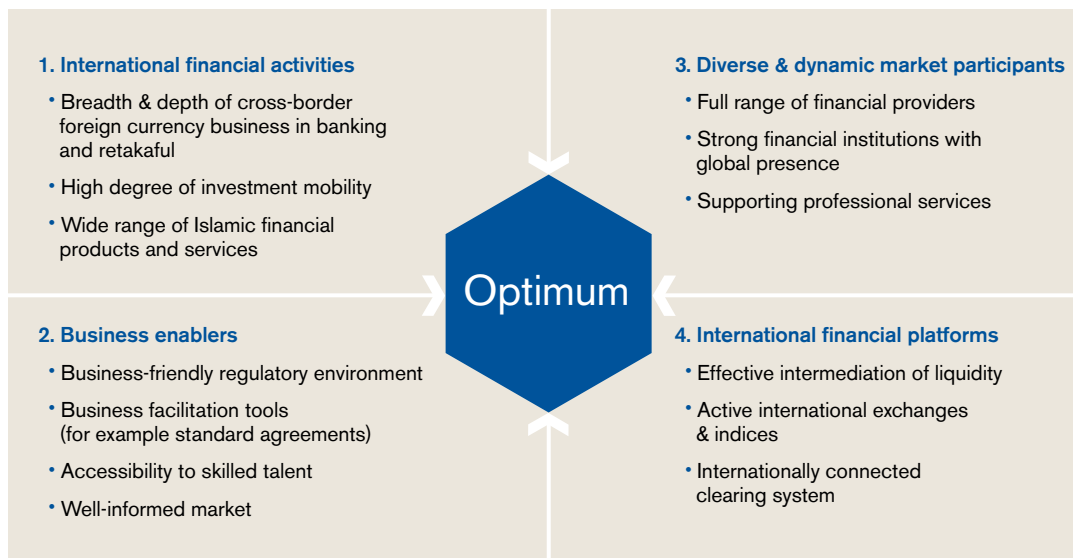 1. International financial activities
• Breadth & depth of cross-border
foreign currency business in banking
and retakaful
• High degree of investment mobility
• Wide range of Islamic financial
products and services
2. Business enablers
• Business-friendly regulatory environment
• Business facilitation tools
(for example standard agreements)
• Accessibility to skilled talent
• Well-informed market
Optimum
3. Diverse & dynamic market participants
• Full range of financial providers
• Strong financial institutions with
global presence
• Supporting professional services
4. International financial platforms
• Effective intermediation of liquidity
• Active international exchanges
& indices
• Internationally connected
clearing system